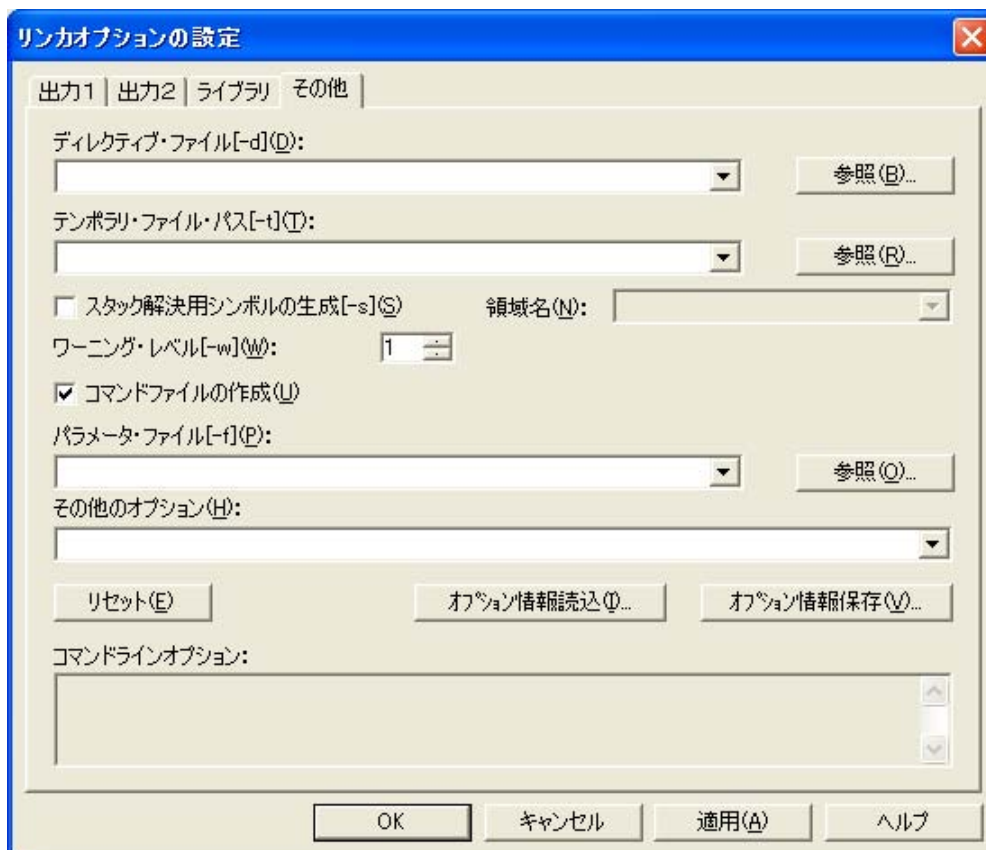 リンカオプションの設定
出力1 出力2 ライブラリ その他
ディレクティブ・ファイル[-d](D):
参照(B)...
テンポラリ・ファイル・パス[-t](T):
参照(R)...
スタック解決用シンボルの生成[-s](S) 領域名(N):
ワーニング・レベル[-w](W): 1
コマンドファイルの作成(U)
パラメータ・ファイル[-f](P):
参照(O)...
その他のオプション(H):
リセット(E) オプション情報読込(I)... オプション情報保存(V)...
コマンドラインオプション:
OK キャンセル 適用(A) ヘルプ